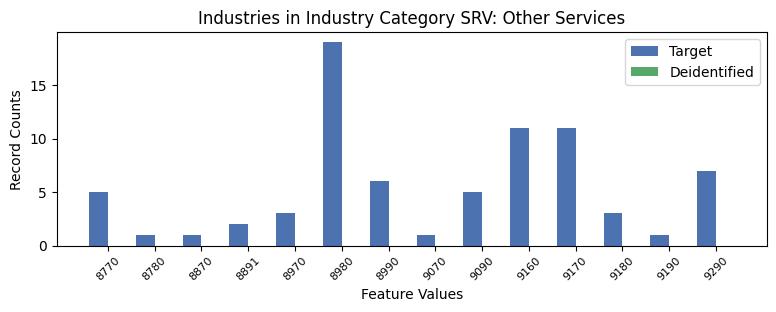 Industries in Industry Category SRV: Other Services
Target
Deidentified
Record Counts
15
10
5
0
8770 8780 8870 8891 8970 8980 8990 9070 9090 9160 9170 9180 9190 9290
Feature Values